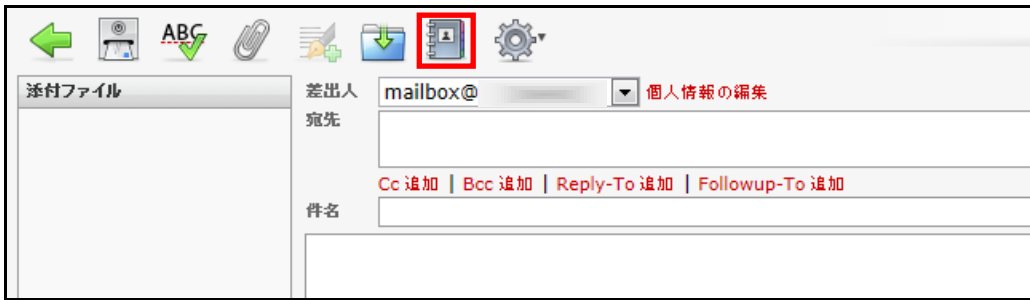 ABC
添付ファイル
差出人 mailbox@ 個人情報の編集
宛先
Cc 追加 | Bcc 追加 | Reply-To 追加 | Followup-To 追加
件名